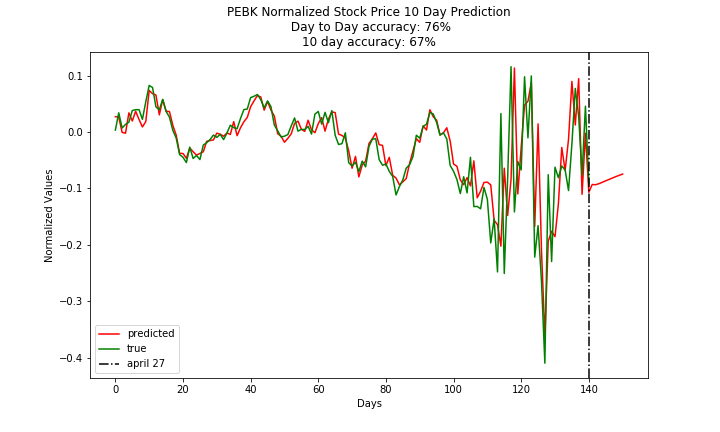 PEBK Normalized Stock Price 10 Day Prediction
Day to Day accuracy: 76%
10 day accuracy: 67%
Normalized Values
0.1
0.0
−0.1
−0.2
−0.3
−0.4
predicted
true
april 27
0 20 40 60 80 100 120 140
Days